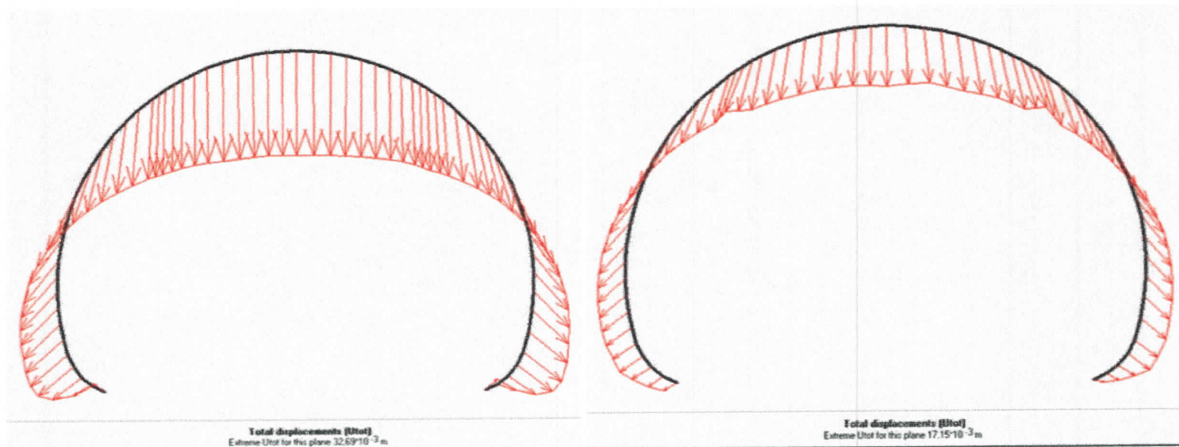 Total displacements (Utot)
Extreme Utot for this plane 32.69*10 -3 m
Total displacements (Utot)
Extreme Utot for this plane 17.15*10 -3 m